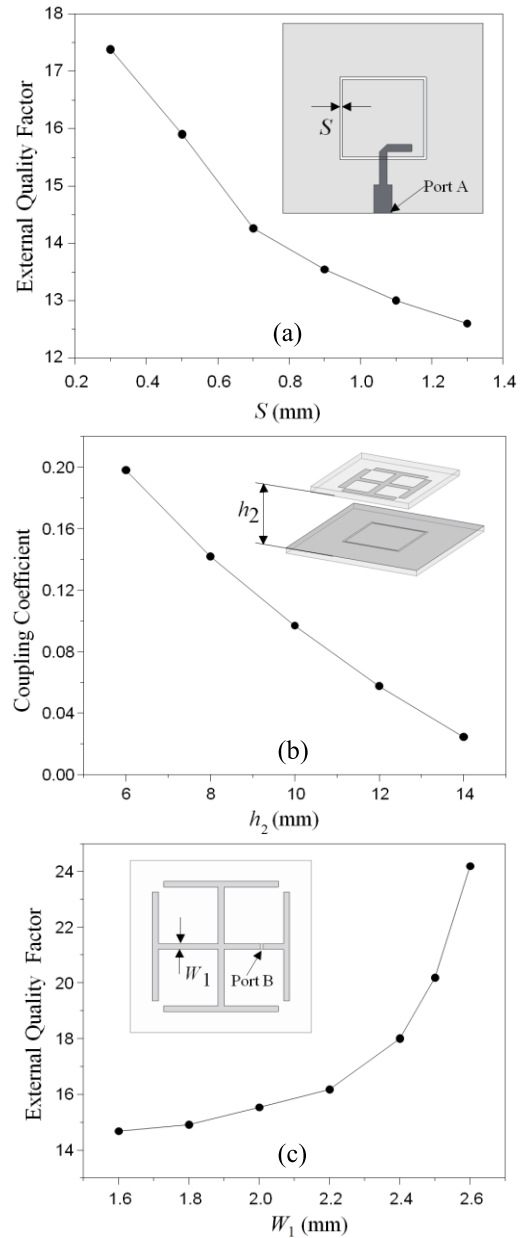 18
17
16
15
14
13
12
External Quality Factor
S
Port A
(a)
0.2 0.4 0.6 0.8 1.0 1.2 1.4
S (mm)
0.20
0.16
0.12
0.08
0.04
0.00
Coupling Coefficient
h2
(b)
6 8 10 12 14
h2 (mm)
24
22
20
18
16
14
External Quality Factor
W1
Port B
(c)
1.6 1.8 2.0 2.2 2.4 2.6
W1 (mm)